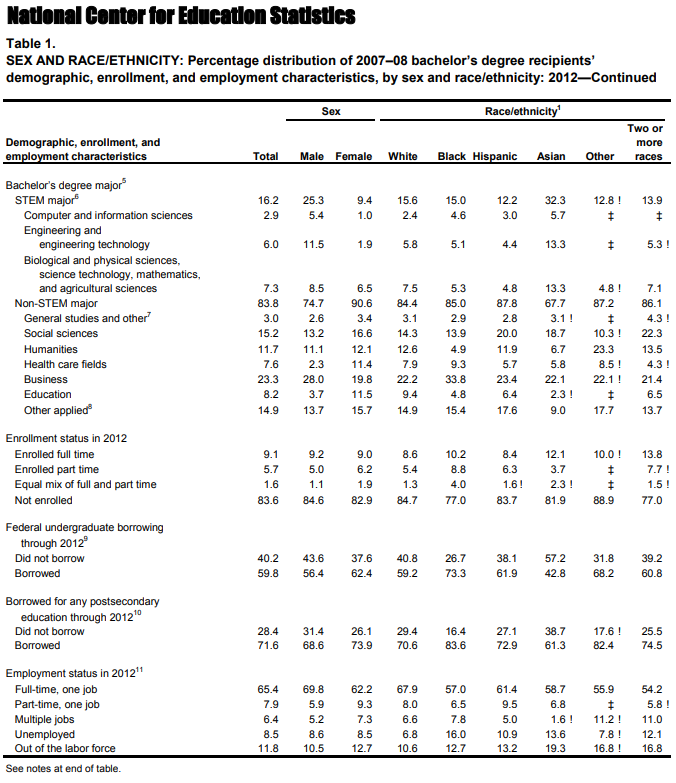 National Center for Education Statistics
Table 1.
SEX AND RACE/ETHNICITY: Percentage distribution of 2007–08 bachelor's degree recipients'
demographic, enrollment, and employment characteristics, by sex and race/ethnicity: 2012—Continued
Sex Race/ethnicity1
Two or
Demographic, enrollment, and more
employment characteristics Total Male Female White Black Hispanic Asian Other races
Bachelor's degree major5
STEM major6 16.2 25.3 9.4 15.6 15.0 12.2 32.3 12.8 ! 13.9
Computer and information sciences 2.9 5.4 1.0 2.4 4.6 3.0 5.7 ‡ ‡
Engineering and
engineering technology 6.0 11.5 1.9 5.8 5.1 4.4 13.3 ‡ 5.3 !
Biological and physical sciences,
science technology, mathematics,
and agricultural sciences 7.3 8.5 6.5 7.5 5.3 4.8 13.3 4.8 ! 7.1
Non-STEM major 83.8 74.7 90.6 84.4 85.0 87.8 67.7 87.2 86.1
General studies and other7 3.0 2.6 3.4 3.1 2.9 2.8 3.1 ! ‡ 4.3 !
Social sciences 15.2 13.2 16.6 14.3 13.9 20.0 18.7 10.3 ! 22.3
Humanities 11.7 11.1 12.1 12.6 4.9 11.9 6.7 23.3 13.5
Health care fields 7.6 2.3 11.4 7.9 9.3 5.7 5.8 8.5 ! 4.3 !
Business 23.3 28.0 19.8 22.2 33.8 23.4 22.1 22.1 ! 21.4
Education 8.2 3.7 11.5 9.4 4.8 6.4 2.3 ! ‡ 6.5
Other applied8 14.9 13.7 15.7 14.9 15.4 17.6 9.0 17.7 13.7
Enrollment status in 2012
Enrolled full time 9.1 9.2 9.0 8.6 10.2 8.4 12.1 10.0 ! 13.8
Enrolled part time 5.7 5.0 6.2 5.4 8.8 6.3 3.7 ‡ 7.7 !
Equal mix of full and part time 1.6 1.1 1.9 1.3 4.0 1.6 ! 2.3 ! ‡ 1.5 !
Not enrolled 83.6 84.6 82.9 84.7 77.0 83.7 81.9 88.9 77.0
Federal undergraduate borrowing
through 20129
Did not borrow 40.2 43.6 37.6 40.8 26.7 38.1 57.2 31.8 39.2
Borrowed 59.8 56.4 62.4 59.2 73.3 61.9 42.8 68.2 60.8
Borrowed for any postsecondary
education through 201210
Did not borrow 28.4 31.4 26.1 29.4 16.4 27.1 38.7 17.6 ! 25.5
Borrowed 71.6 68.6 73.9 70.6 83.6 72.9 61.3 82.4 74.5
Employment status in 201211
Full-time, one job 65.4 69.8 62.2 67.9 57.0 61.4 58.7 55.9 54.2
Part-time, one job 7.9 5.9 9.3 8.0 6.5 9.5 6.8 ‡ 5.8 !
Multiple jobs 6.4 5.2 7.3 6.6 7.8 5.0 1.6 ! 11.2 ! 11.0
Unemployed 8.5 8.6 8.5 6.8 16.0 10.9 13.6 7.8 ! 12.1
Out of the labor force 11.8 10.5 12.7 10.6 12.7 13.2 19.3 16.8 ! 16.8
See notes at end of table.